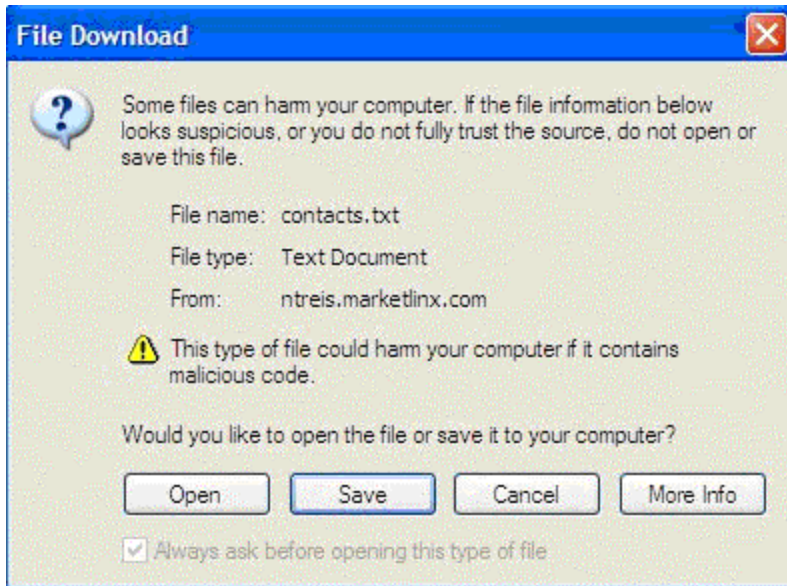 File Download
Some files can harm your computer. If the file information below
looks suspicious, or you do not fully trust the source, do not open or
save this file.
File name: contacts.txt
File type: Text Document
From: ntreis.marketlinx.com
This type of file could harm your computer if it contains
malicious code.
Would you like to open the file or save it to your computer?
Open Save Cancel More Info
Always ask before opening this type of file